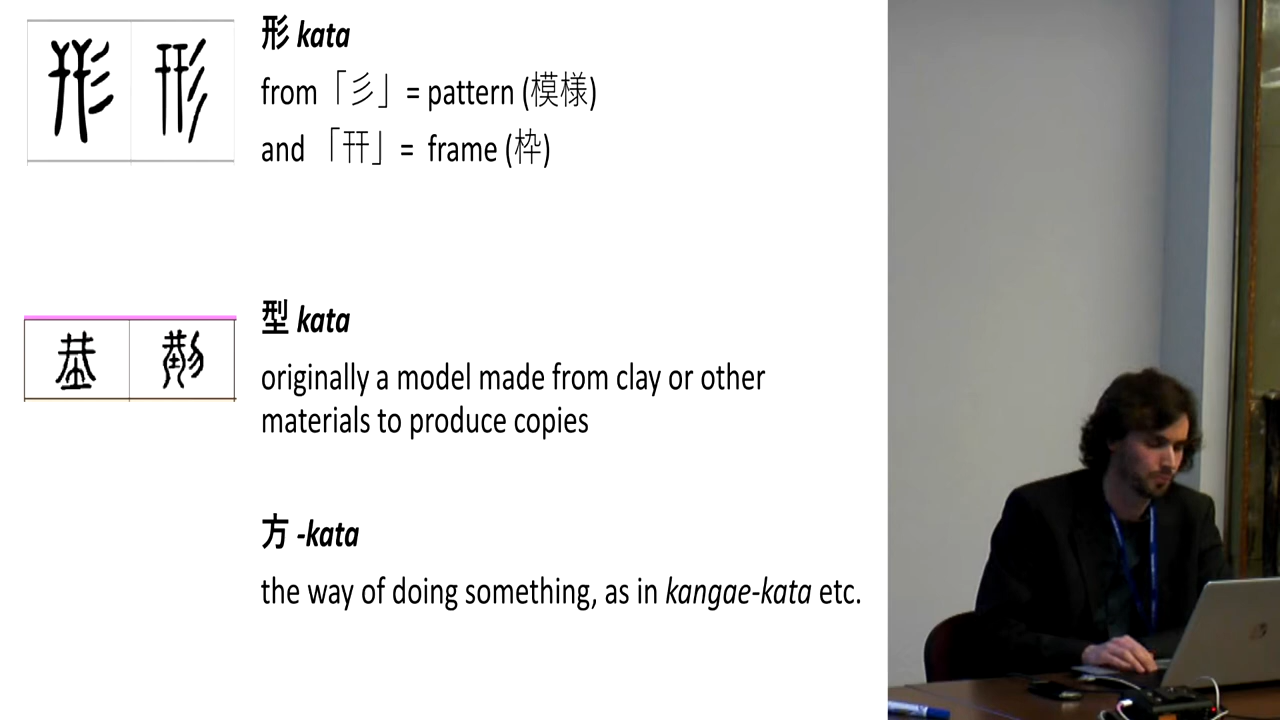 形 kata
from「彡」= pattern (模様)
and 「幵」= frame (枠)
型 kata
originally a model made from clay or other
materials to produce copies
方 -kata
the way of doing something, as in kangae-kata etc.